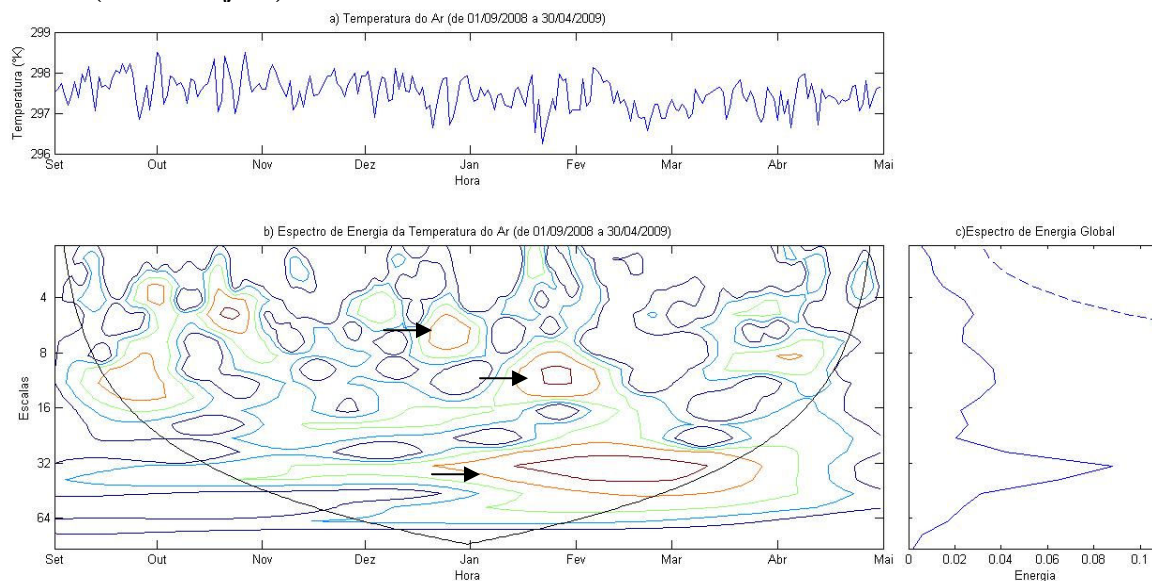 a) Temperatura do Ar (de 01/09/2008 a 30/04/2009)
299
298
297
296
Temperatura (°K)
Set Out Nov Dez Jan Fev Mar Abr Mai
Hora
b) Espectro de Energia da Temperatura do Ar (de 01/09/2008 a 30/04/2009)
4
8
16
32
64
Escalas
Set Out Nov Dez Jan Fev Mar Abr Mai
Hora
c)Espectro de Energia Global
0 0.02 0.04 0.06 0.08 0.1
Energia